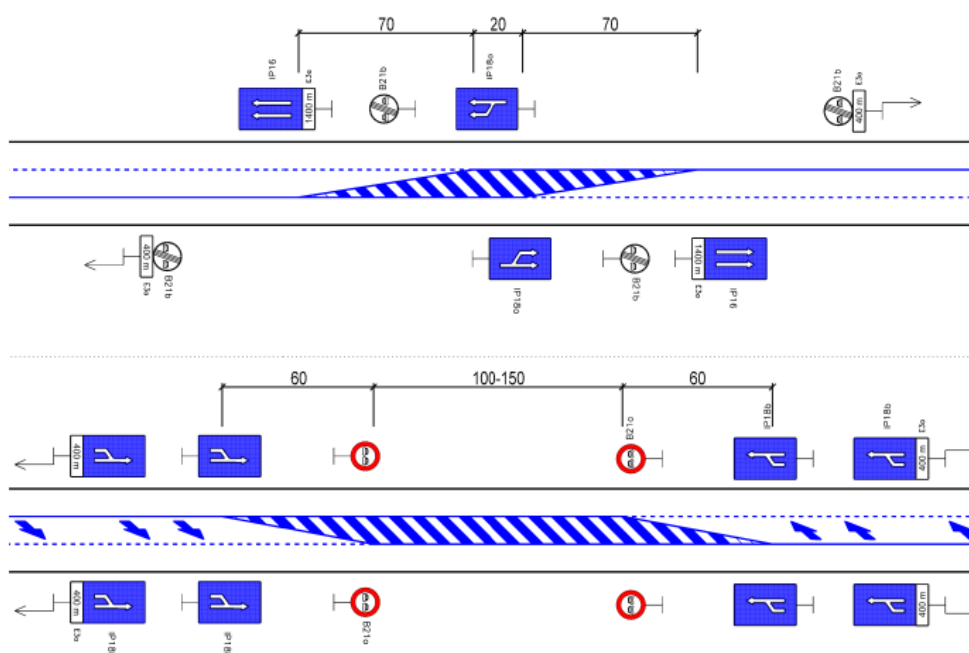 70 20 70
IP16
E3a
1400 m
B21b
IP18a
B21b
E3a
400 m
400 m
E3a
B21b
IP18a
B21b
1400 m
E3a
IP16
60 100-150 60
400 m
B21a
IP18b
IP18b
E3a
400 m
400 m
E3a
IP18
IP18
B21a
400 m